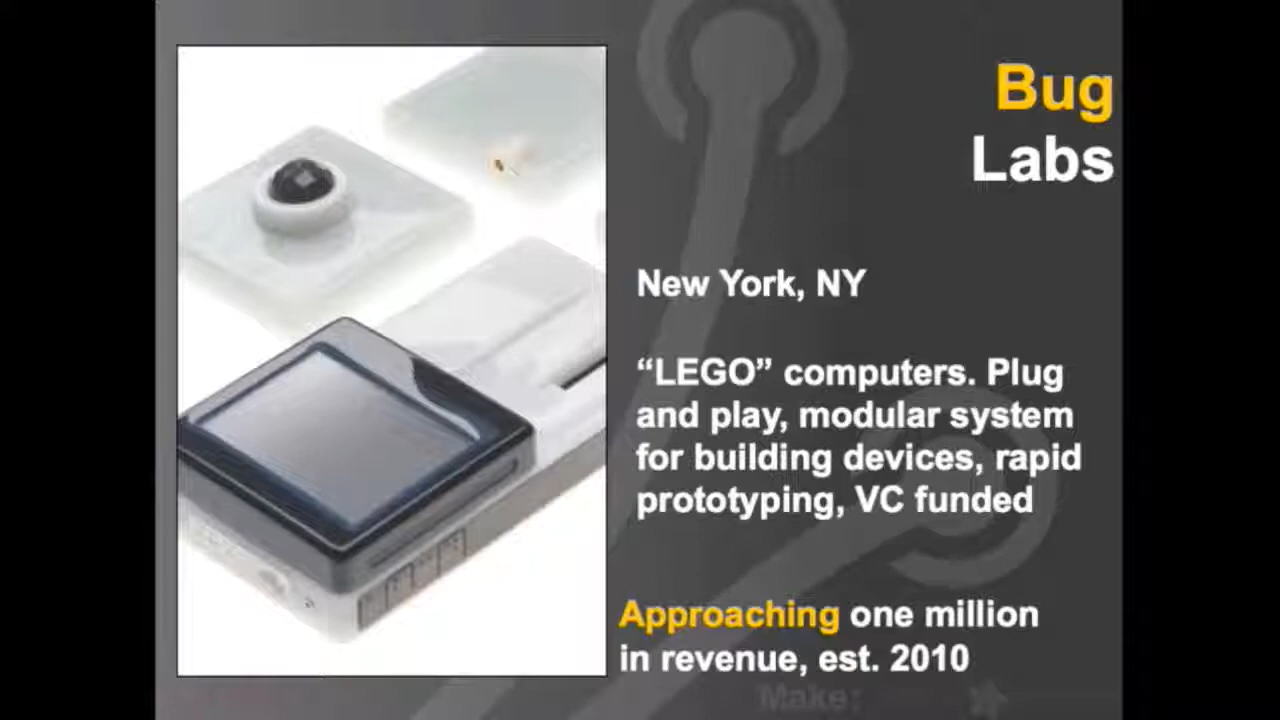 Bug
Labs
New York, NY
“LEGO” computers. Plug
and play, modular system
for building devices, rapid
prototyping, VC funded
Approaching one million
in revenue, est. 2010
Make: